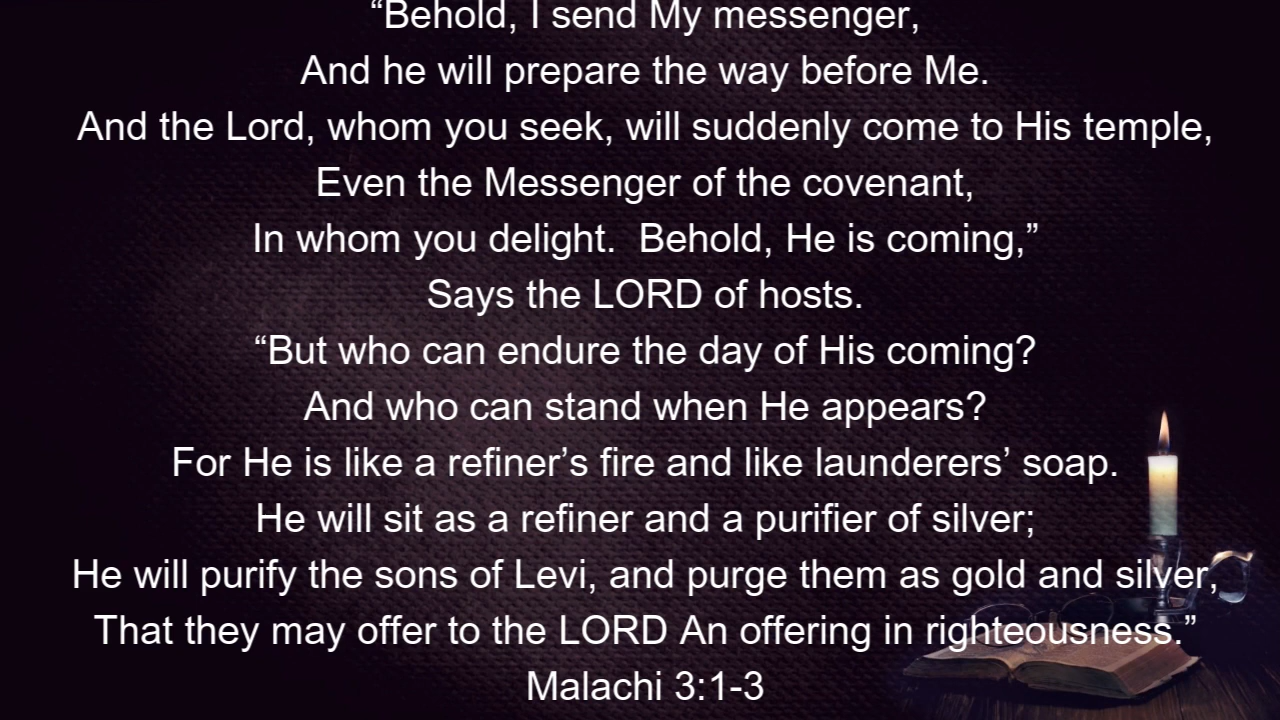 “Behold, I send My messenger,
And he will prepare the way before Me.
And the Lord, whom you seek, will suddenly come to His temple,
Even the Messenger of the covenant,
In whom you delight.  Behold, He is coming,”
Says the LORD of hosts.
“But who can endure the day of His coming?
And who can stand when He appears?
For He is like a refiner’s fire and like launderers’ soap.
He will sit as a refiner and a purifier of silver;
He will purify the sons of Levi, and purge them as gold and silver,
That they may offer to the LORD An offering in righteousness.”
Malachi 3:1-3